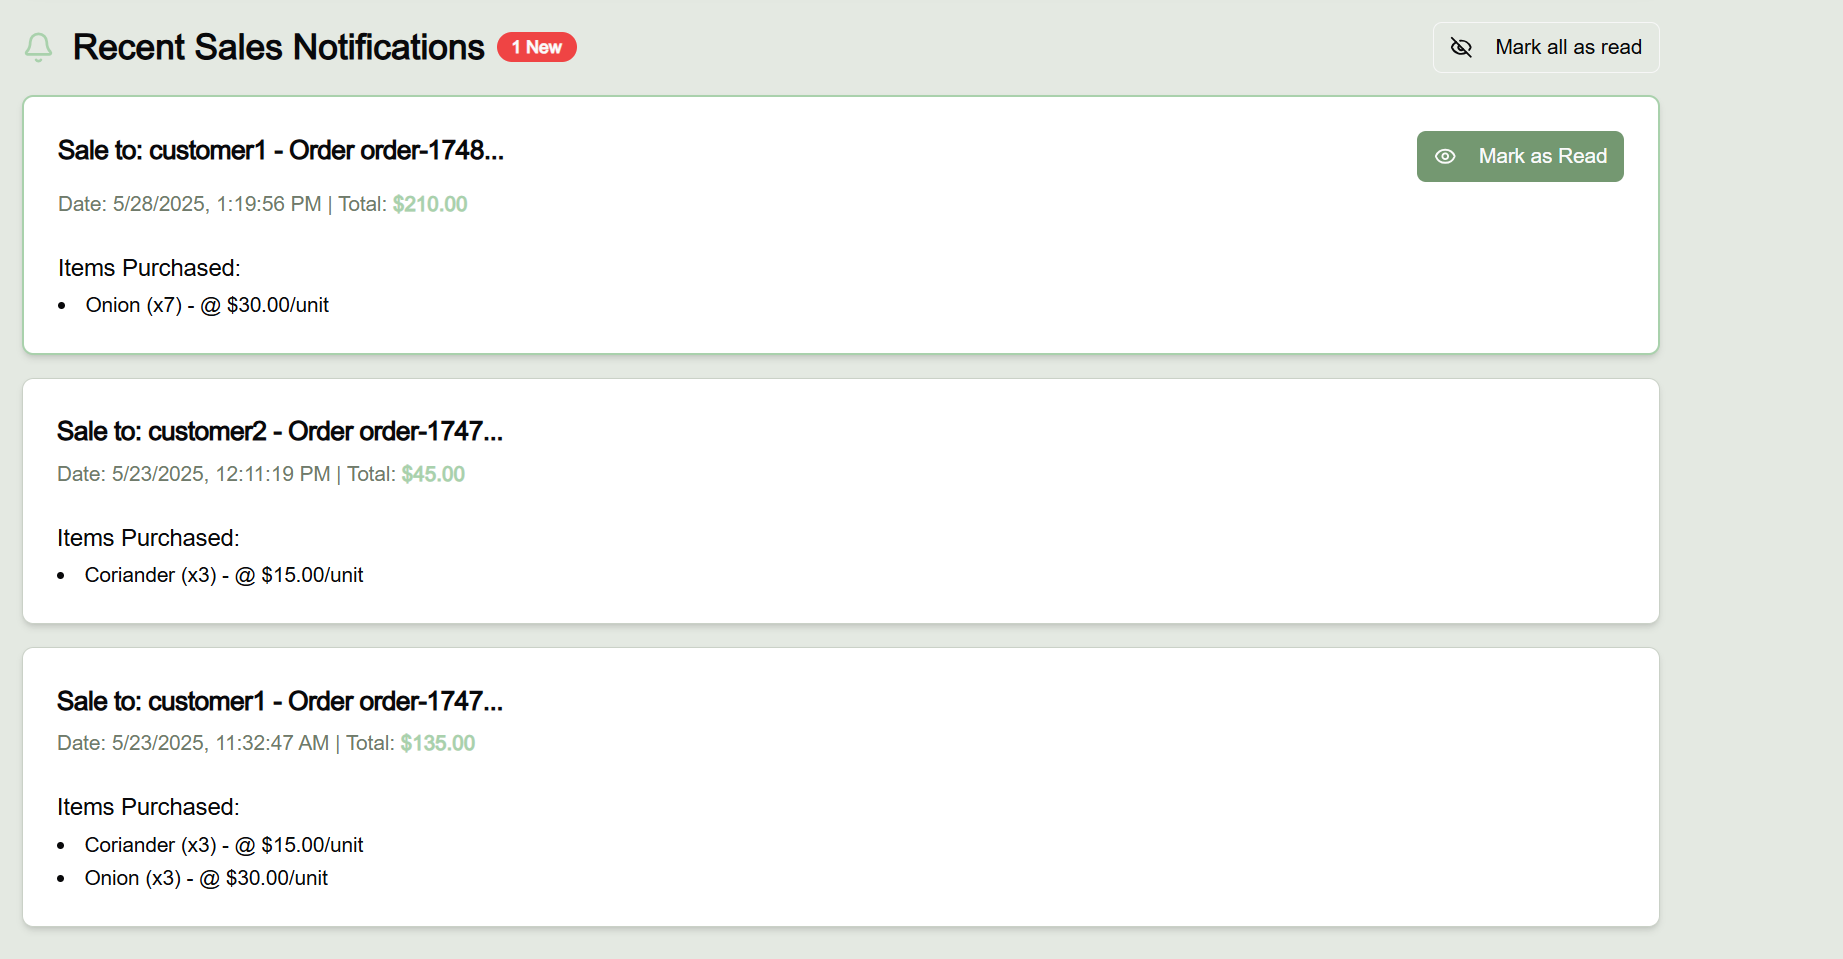 Recent Sales Notifications 1 New
Mark all as read
Sale to: customer1 - Order order-1748...
Mark as Read
Date: 5/28/2025, 1:19:56 PM | Total: $210.00
Items Purchased:
• Onion (x7) - @ $30.00/unit
Sale to: customer2 - Order order-1747...
Date: 5/23/2025, 12:11:19 PM | Total: $45.00
Items Purchased:
• Coriander (x3) - @ $15.00/unit
Sale to: customer1 - Order order-1747...
Date: 5/23/2025, 11:32:47 AM | Total: $135.00
Items Purchased:
• Coriander (x3) - @ $15.00/unit
• Onion (x3) - @ $30.00/unit